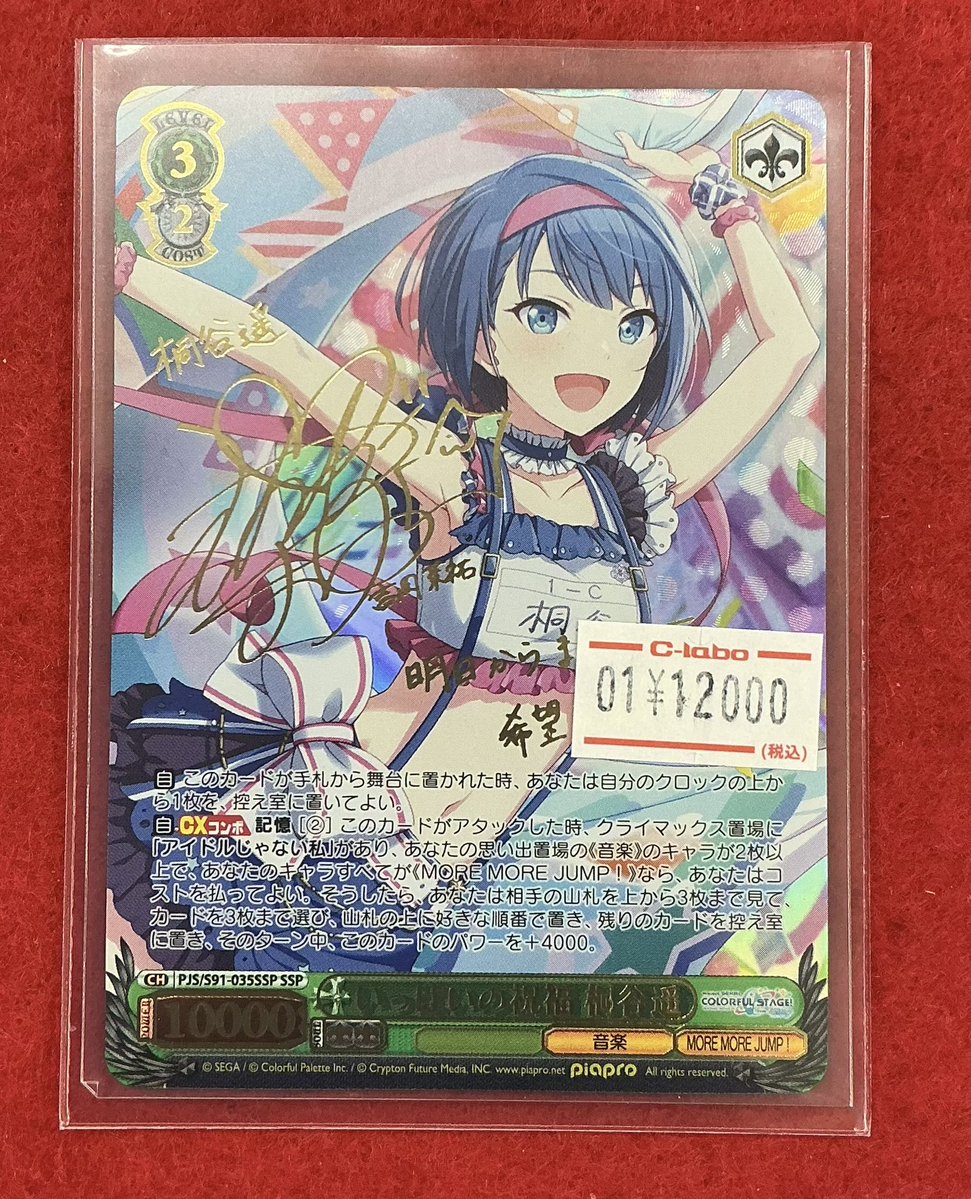 LEVEL
3
2
COST
桐谷遥
1-C
桐谷
明日からま
希望
C-labo
01¥12000
(税込)
自 このカードが手札から舞台に置かれた時、あなたは自分のクロックの上か
ら1枚を、控え室に置いてよい。
自 CXコンボ 記憶 [②] このカードがアタックした時、クライマックス置場に
「アイドルじゃない私」があり、あなたの思い出置場の《音楽》のキャラが2枚以
上で、あなたのキャラすべてが《MORE MORE JUMP!》なら、あなたはコ
ストを払ってよい。そうしたら、あなたは相手の山札を上から3枚まで見て、
カードを3枚まで選び、山札の上に好きな順番で置き、残りのカードを控え室
に置き、そのターン中、このカードのパワーを+4000。
CH PJS/S91-035SSP SSP
いっぱいの祝福 桐谷遥
COLORFUL STAGE!
10000
音楽 MORE MORE JUMP!
© SEGA / © Colorful Palette Inc. / © Crypton Future Media, INC. www.piapro.net piapro All rights reserved.